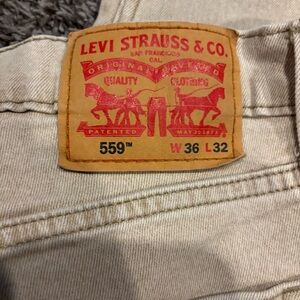 LEVI STRAUSS & CO.
SAN FRANCISCO
CAL.
ORIGINAL RIVETED
QUALITY CLOTHING
PATENTED MAY 20 1873
559™ W 36 L 32